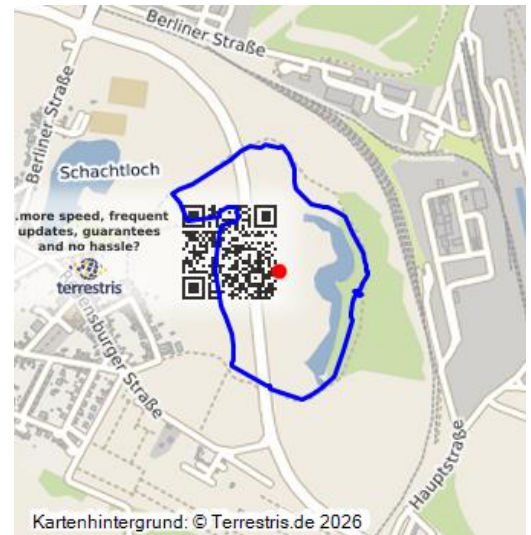 Berliner Straße
Berliner Straße
Schachtloch
.more speed, frequent
updates, guarantees
and no hassle?
terrestris
ensburger Straße
Hauptstraße
Kartenhintergrund: © Terrestris.de 2026